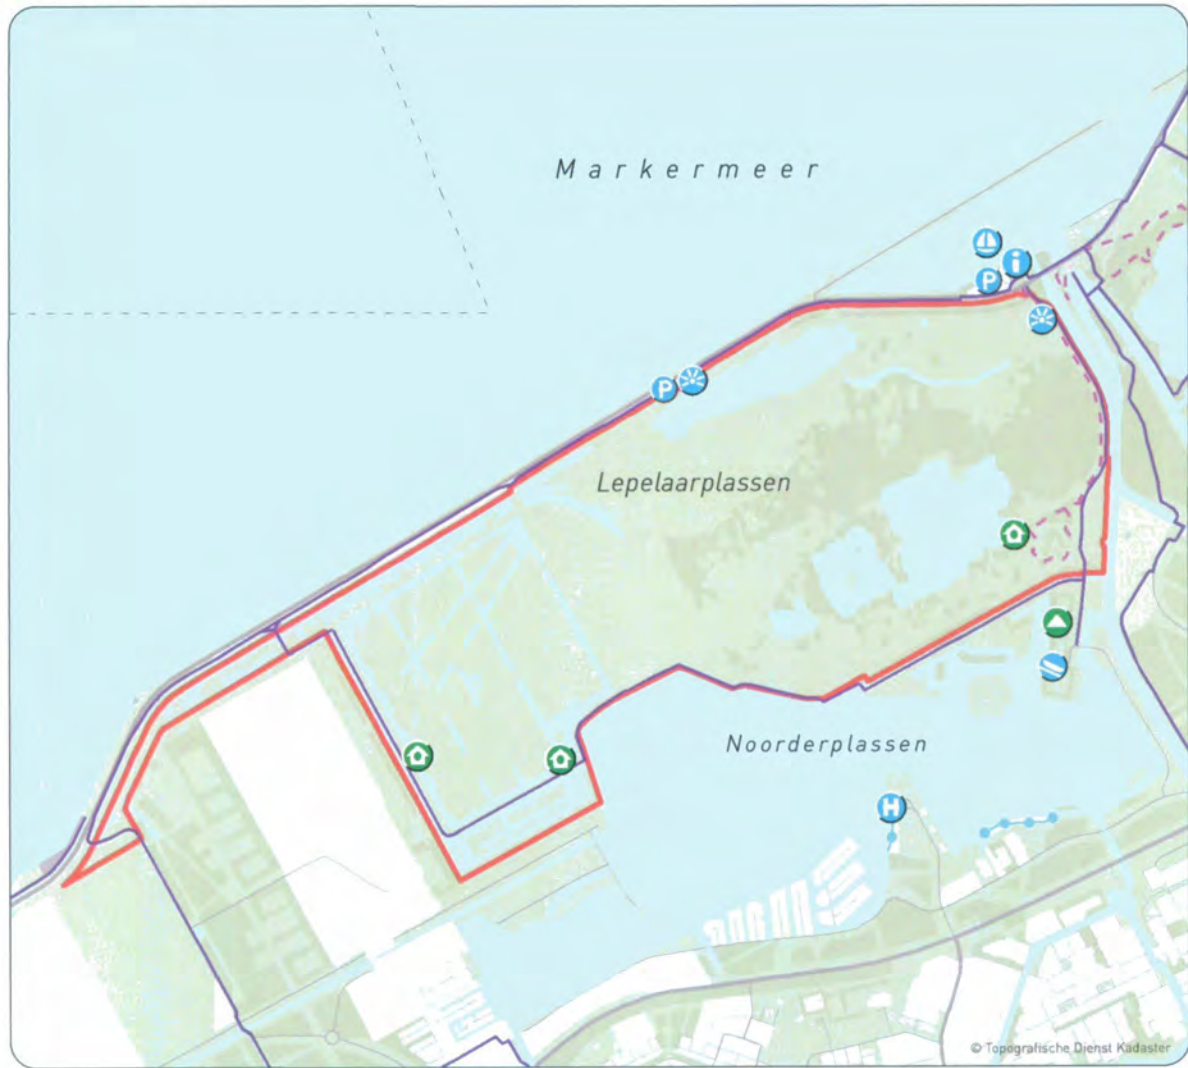 Markermeer
P
i
P
Lepelaarplassen
Noorderplassen
H
© Topografische Dienst Kadaster